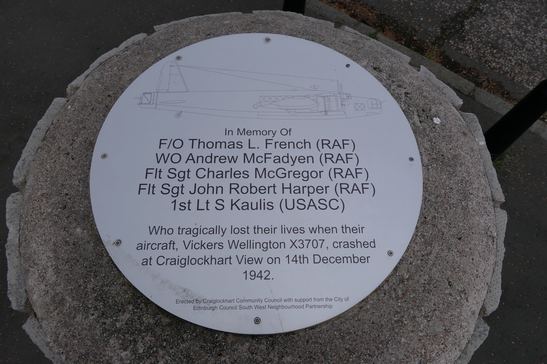 In Memory Of
F/O Thomas L. French (RAF)
WO Andrew McFadyen (RAF)
Flt Sgt Charles McGregor (RAF)
Flt Sgt John Robert Harper (RAF)
1st Lt S Kaulis (USASC)
Who tragically lost their lives when their
aircraft, Vickers Wellington X3707, crashed
at Craiglockhart View on 14th December
1942.
Erected by Craiglockhart Community Council with support from the City of
Edinburgh Council South West Neighbourhood Partnership